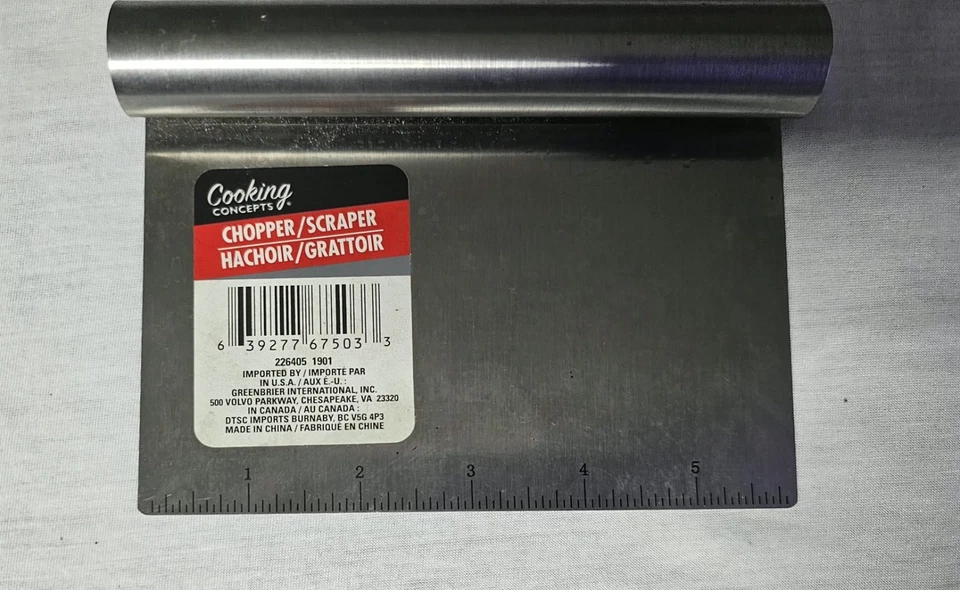 Cooking
CONCEPTS®
CHOPPER/SCRAPER
HACHOIR/GRATTOIR
6 39277 67503 3
226405 1901
IMPORTED BY / IMPORTÉ PAR
IN U.S.A. / AUX É.-U. :
GREENBRIER INTERNATIONAL, INC.
500 VOLVO PARKWAY, CHESAPEAKE, VA 23320
IN CANADA / AU CANADA :
DTSC IMPORTS BURNABY, BC V5G 4P3
MADE IN CHINA / FABRIQUÉ EN CHINE
1 2 3 4 5